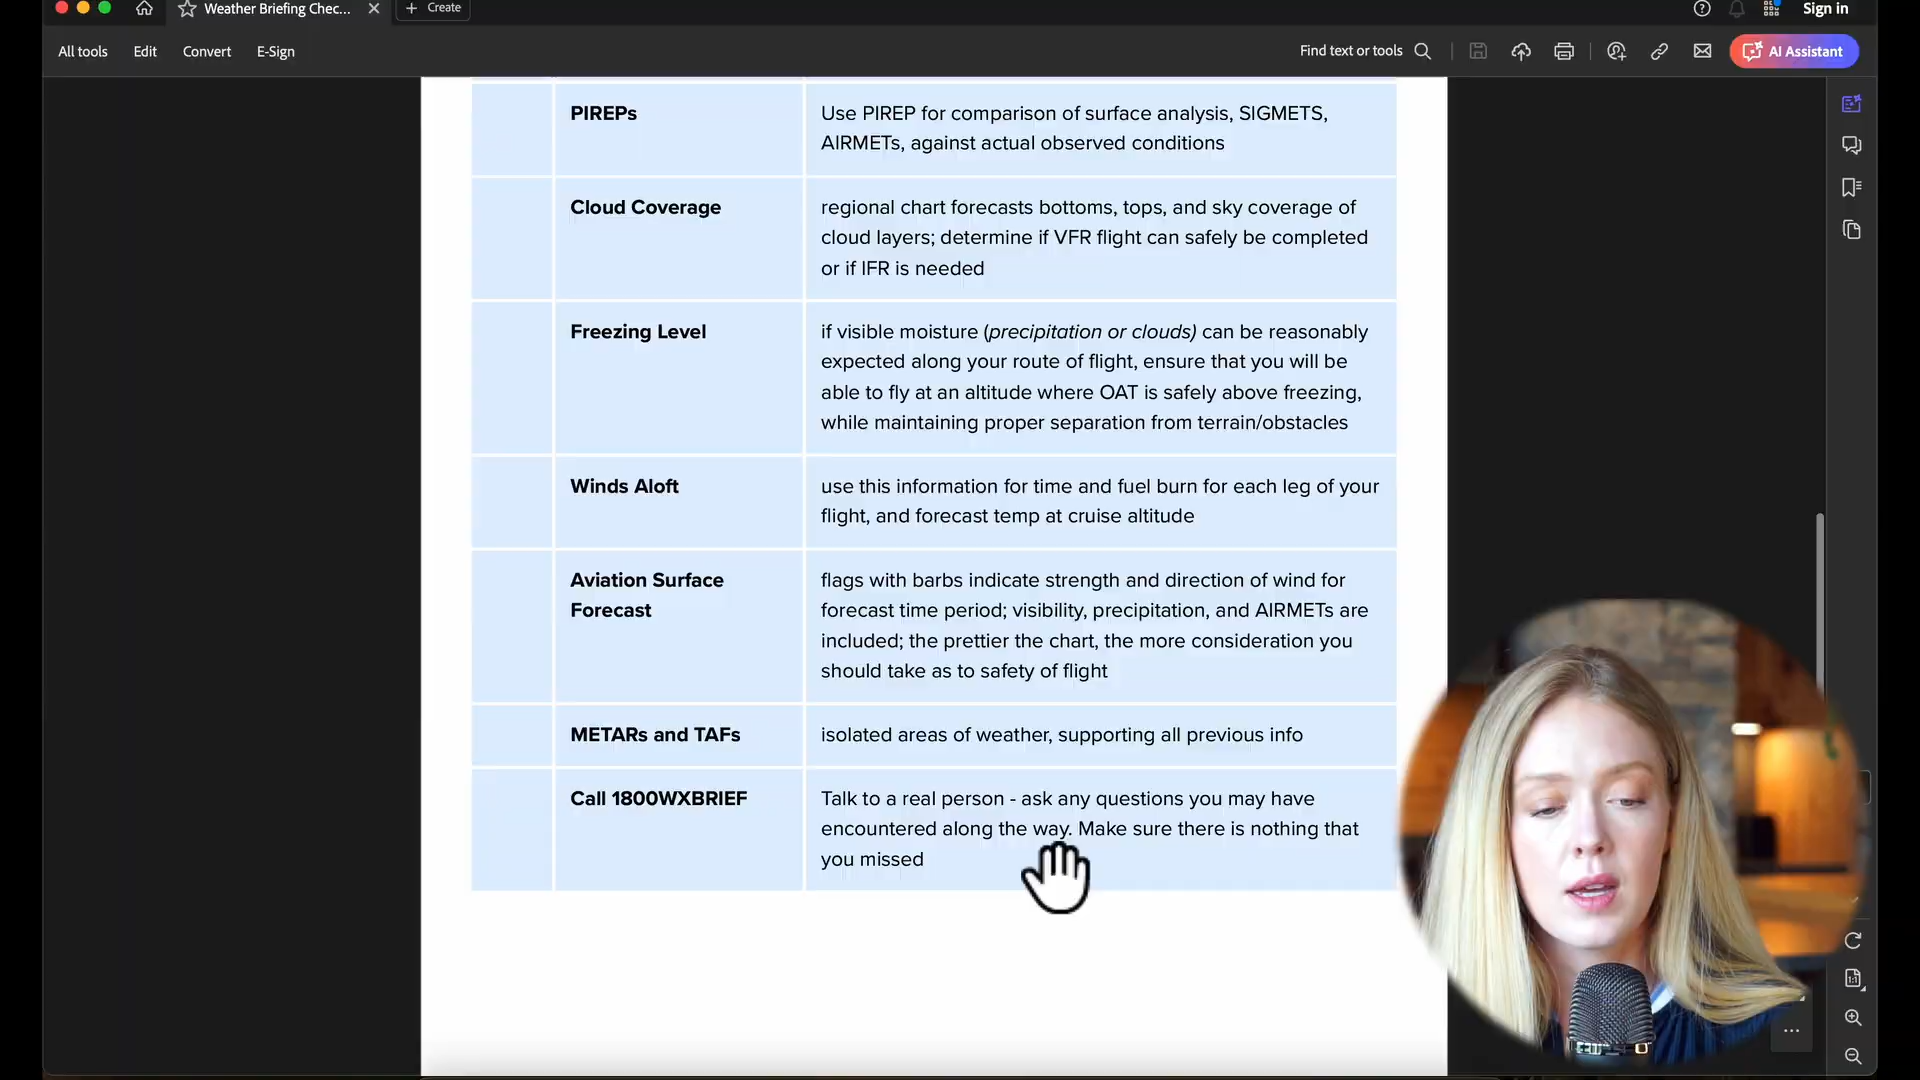 Weather Briefing Chec...
Create
Sign in
All tools
Edit
Convert
E-Sign
Find text or tools
AI Assistant
PIREPs
Use PIREP for comparison of surface analysis, SIGMETS,
AIRMETs, against actual observed conditions
Cloud Coverage
regional chart forecasts bottoms, tops, and sky coverage of
cloud layers; determine if VFR flight can safely be completed
or if IFR is needed
Freezing Level
if visible moisture (precipitation or clouds) can be reasonably
expected along your route of flight, ensure that you will be
able to fly at an altitude where OAT is safely above freezing,
while maintaining proper separation from terrain/obstacles
Winds Aloft
use this information for time and fuel burn for each leg of your
flight, and forecast temp at cruise altitude
Aviation Surface
Forecast
flags with barbs indicate strength and direction of wind for
forecast time period; visibility, precipitation, and AIRMETs are
included; the prettier the chart, the more consideration you
should take as to safety of flight
METARs and TAFs
isolated areas of weather, supporting all previous info
Call 1800WXBRIEF
Talk to a real person - ask any questions you may have
encountered along the way. Make sure there is nothing that
you missed